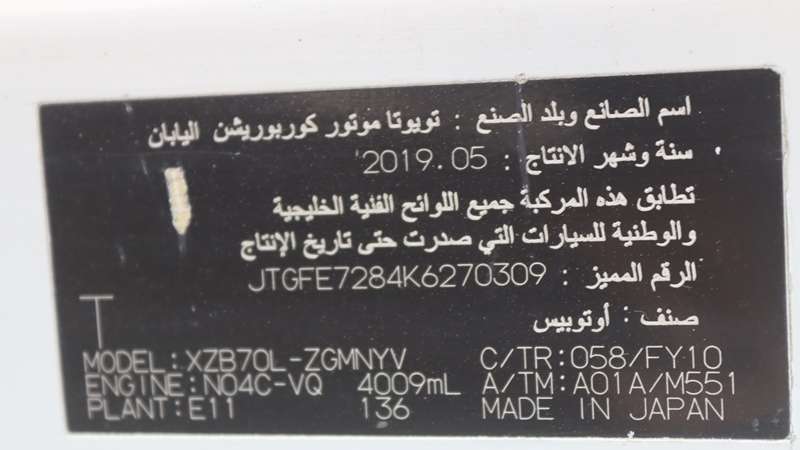 اسم الصانع وبلد الصنع : تويوتا موتور كوربوريشن اليابان
سنة وشهر الانتاج : 2019.05
تطابق هذه المركبة جميع اللوائح الفنية الخليجية
والوطنية للسيارات التي صدرت حتى تاريخ الإنتاج
الرقم المميز : JTGFE7284K6270309
صنف : أوتوبيس
T
MODEL:XZB70L-ZGMNYV C/TR:058/FY10
ENGINE:N04C-VQ 4009mL A/TM:A01A/M551
PLANT:E11 136 MADE IN JAPAN